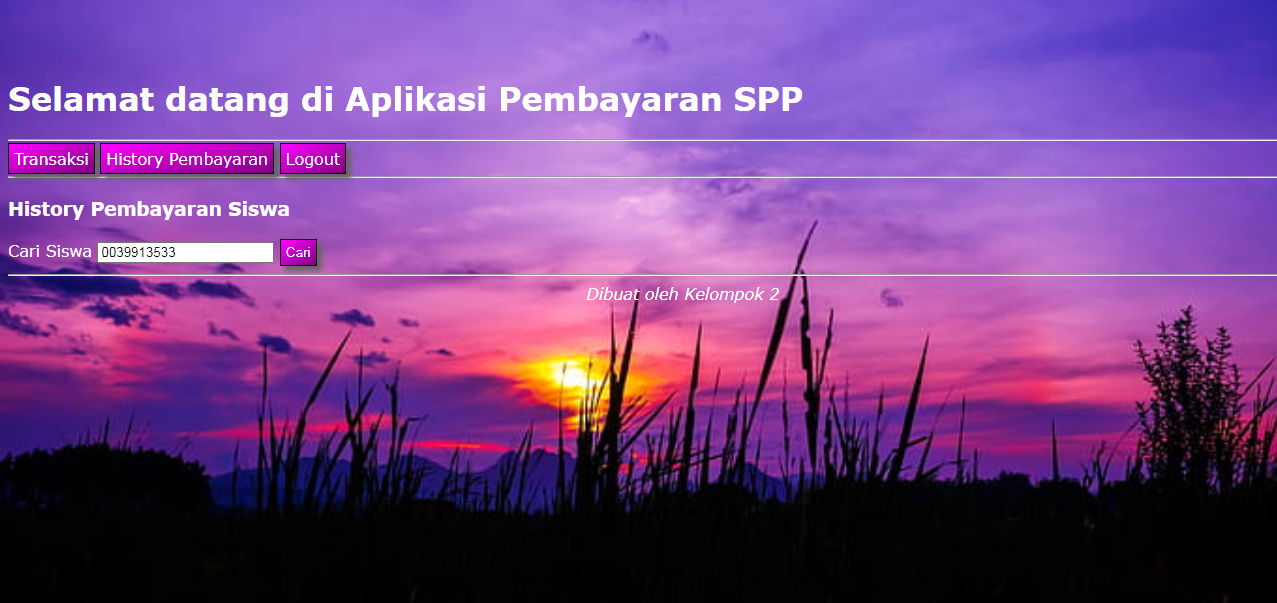 Selamat datang di Aplikasi Pembayaran SPP
Transaksi History Pembayaran Logout
History Pembayaran Siswa
Cari Siswa 0039913533 Cari
Dibuat oleh Kelompok 2